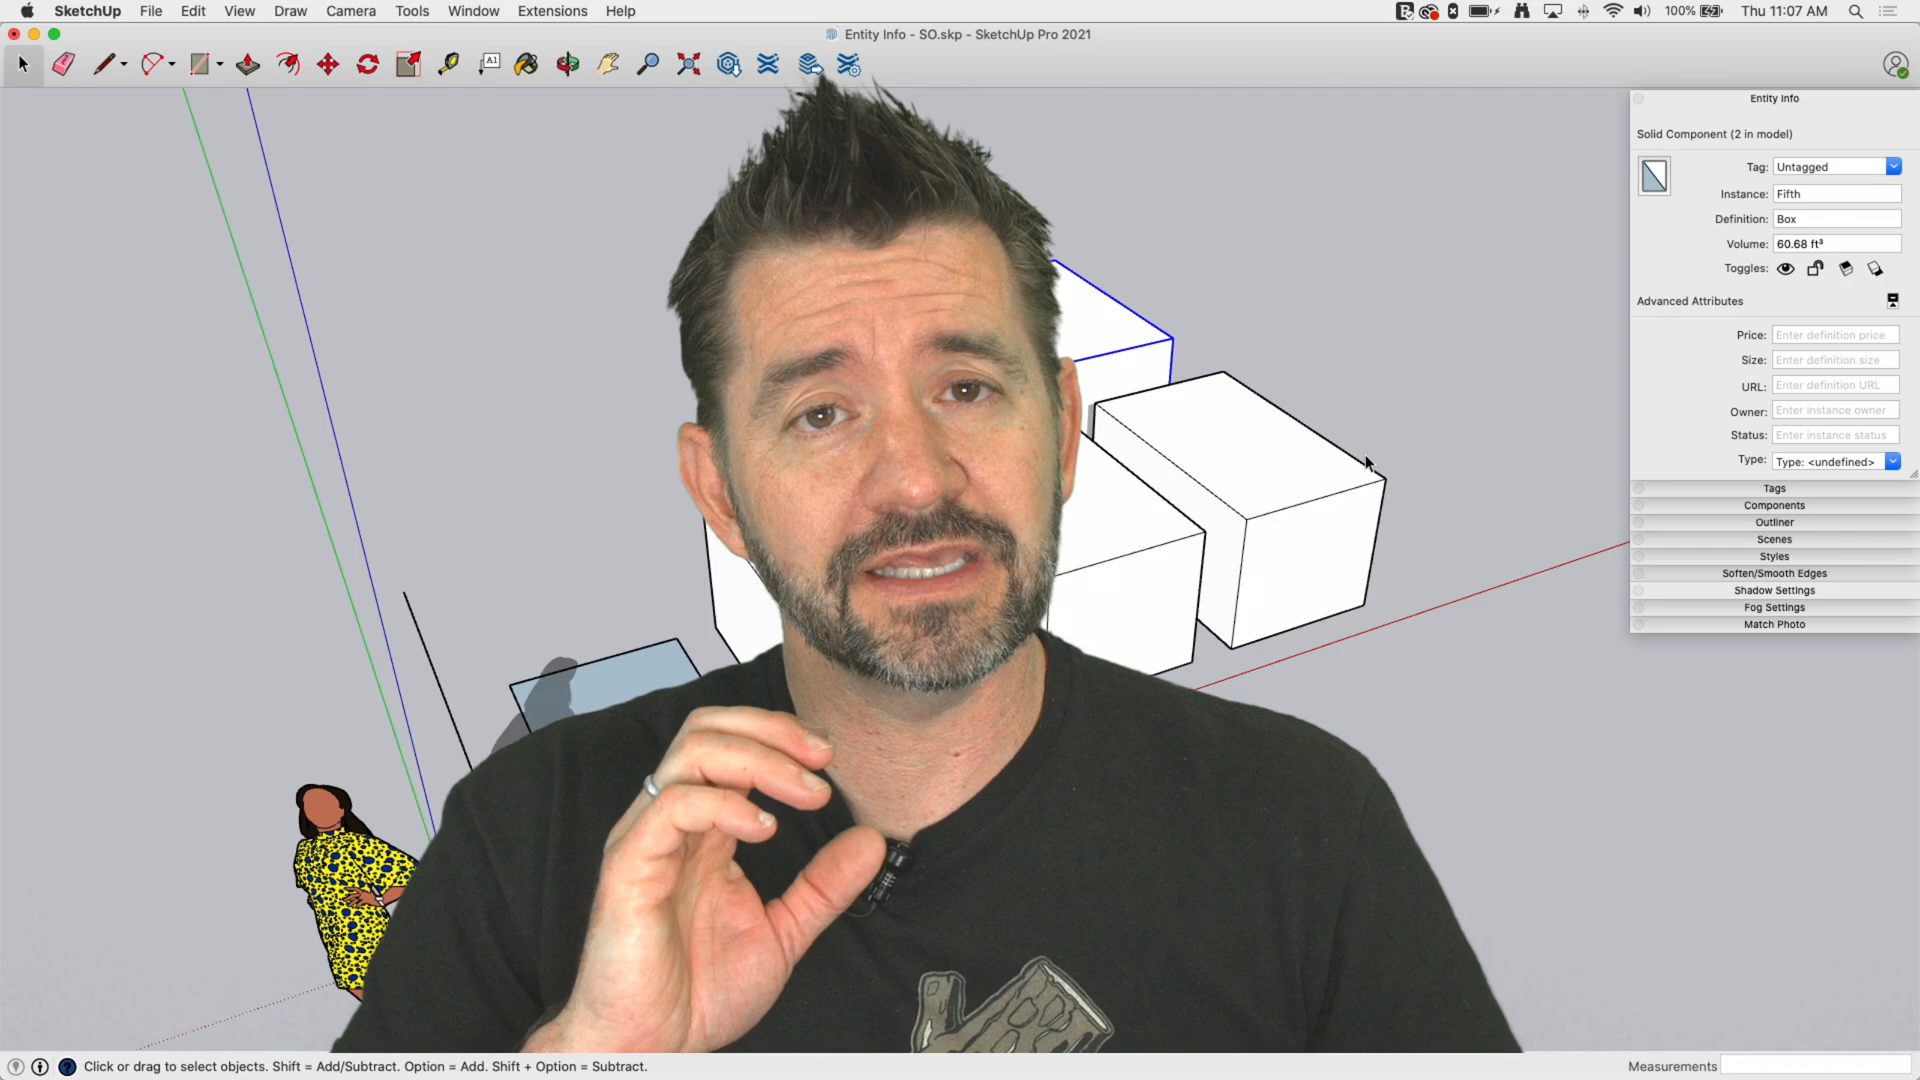 SketchUp File Edit View Draw Camera Tools Window Extensions Help 100% Thu 11:07 AM
Entity Info - SO.skp - SketchUp Pro 2021
A1
Entity Info
Solid Component (2 in model)
Tag: Untagged
Instance: Fifth
Definition: Box
Volume: 60.68 ft³
Toggles:
Advanced Attributes
Price: Enter definition price
Size: Enter definition size
URL: Enter definition URL
Owner: Enter instance owner
Status: Enter instance status
Type: Type: <undefined>
Tags
Components
Outliner
Scenes
Styles
Soften/Smooth Edges
Shadow Settings
Fog Settings
Match Photo
Click or drag to select objects. Shift = Add/Subtract. Option = Add. Shift + Option = Subtract. Measurements